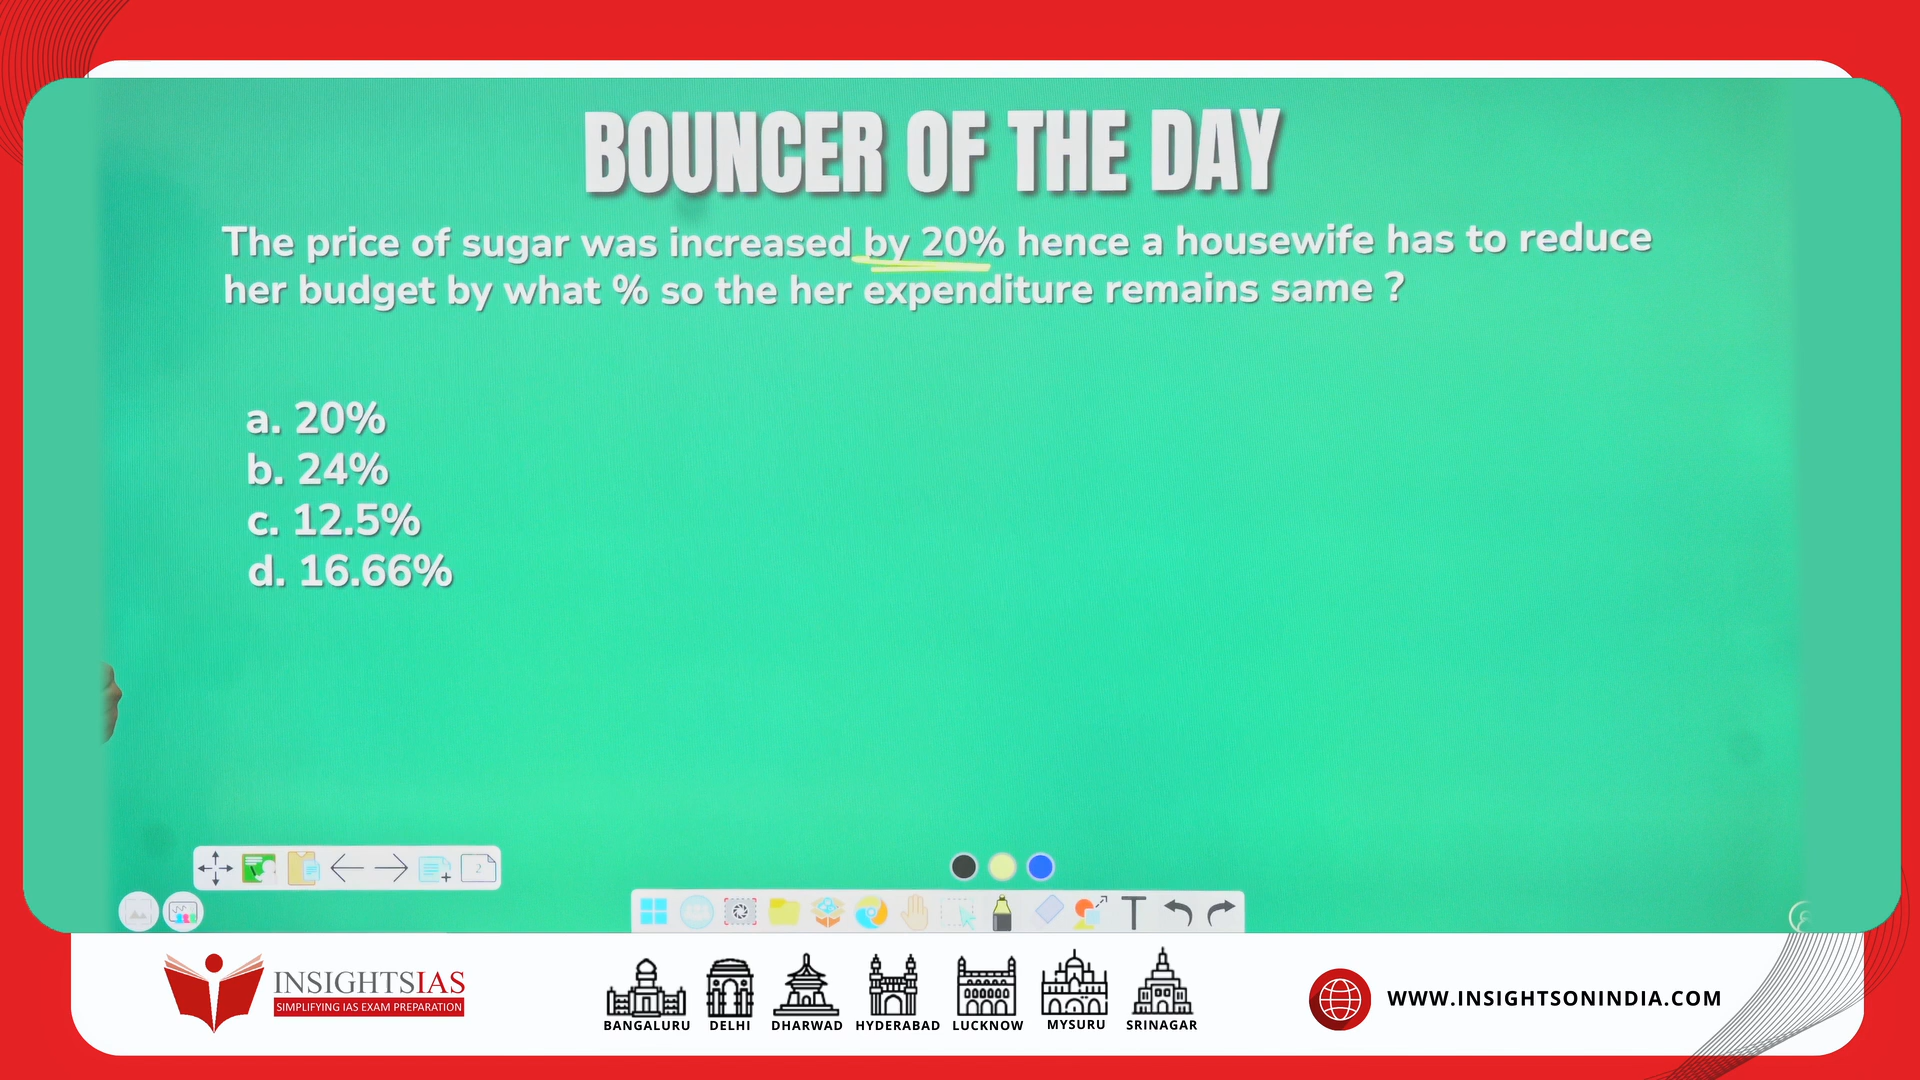 BOUNCER OF THE DAY
The price of sugar was increased by 20% hence a housewife has to reduce
her budget by what % so the her expenditure remains same ?
a. 20%
b. 24%
c. 12.5%
d. 16.66%
2
T
INSIGHTSIAS
SIMPLIFYING IAS EXAM PREPARATION
BANGALURU DELHI DHARWAD HYDERABAD LUCKNOW MYSURU SRINAGAR
WWW.INSIGHTSONINDIA.COM